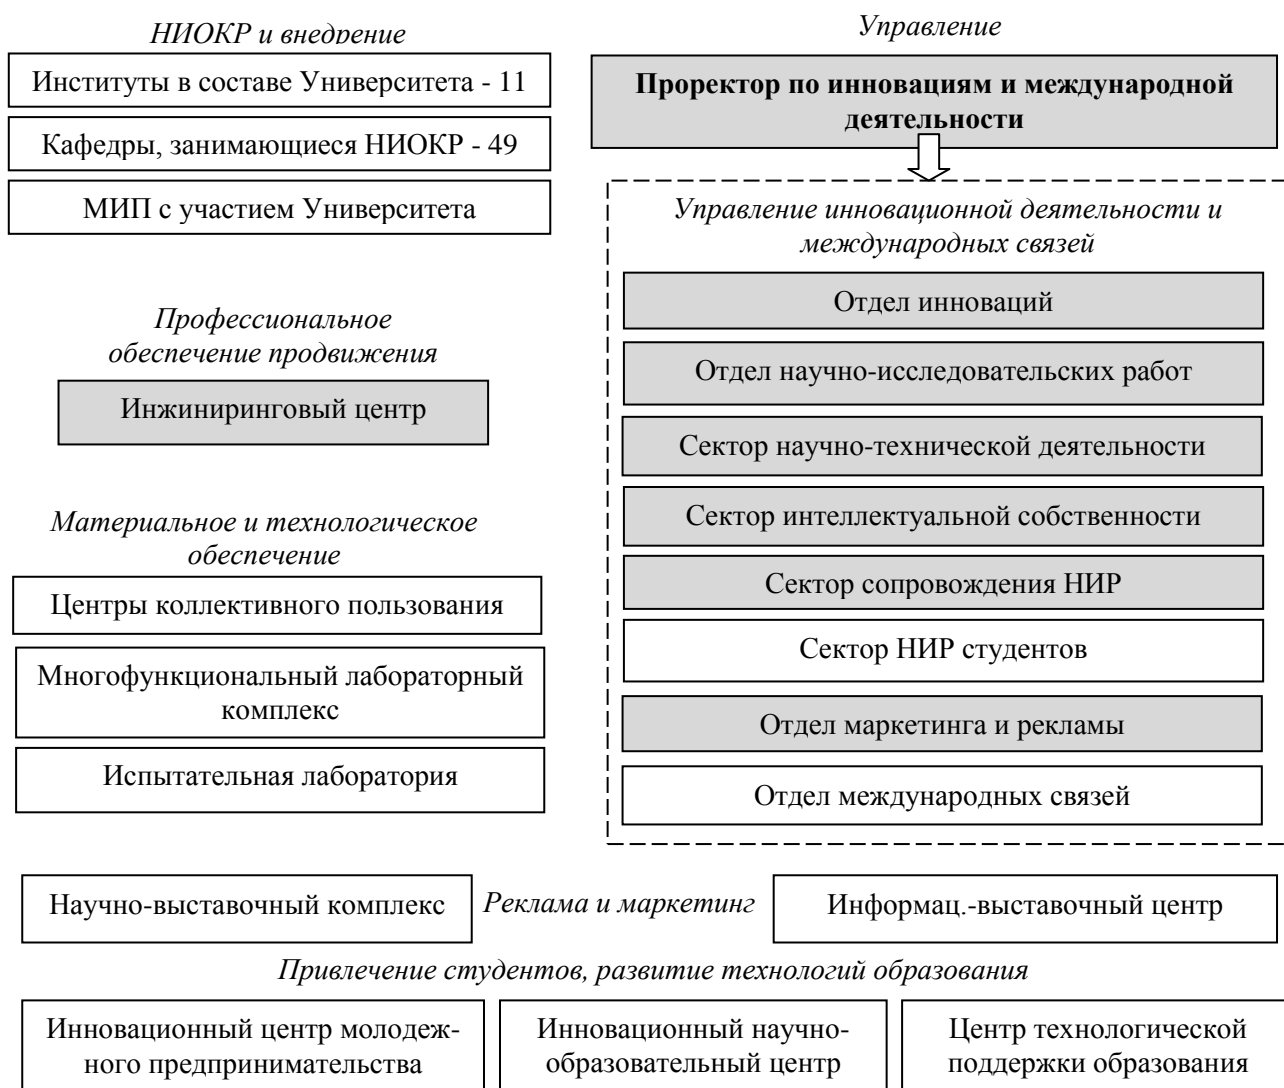 НИОКР и внедрение
Институты в составе Университета - 11
Кафедры, занимающиеся НИОКР - 49
МИП с участием Университета
Профессиональное
обеспечение продвижения
Инжиниринговый центр
Материальное и технологическое
обеспечение
Центры коллективного пользования
Многофункциональный лабораторный
комплекс
Испытательная лаборатория
Управление
Проректор по инновациям и международной
деятельности
Управление инновационной деятельности и
международных связей
Отдел инноваций
Отдел научно-исследовательских работ
Сектор научно-технической деятельности
Сектор интеллектуальной собственности
Сектор сопровождения НИР
Сектор НИР студентов
Отдел маркетинга и рекламы
Отдел международных связей
Научно-выставочный комплекс
Реклама и маркетинг
Информац.-выставочный центр
Привлечение студентов, развитие технологий образования
Инновационный центр молодеж-
ного предпринимательства
Инновационный научно-
образовательный центр
Центр технологической
поддержки образования